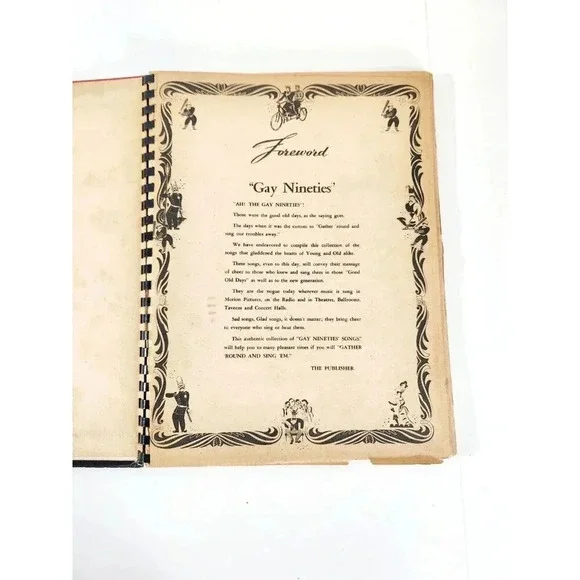 Foreword
"Gay Nineties"
"AH! THE GAY NINETIES"!
Those were the good old days, as the saying goes.
The days when it was the custom to "Gather 'round and
sing our troubles away."
We have endeavored to compile this collection of the
songs that gladdened the hearts of Young and Old alike.
These songs, even to this day, will convey their message
of cheer to those who knew and sang them in those "Good
Old Days" as well as to the new generation.
They are the vogue today wherever music is sung in
Motion Pictures, on the Radio and in Theatres, Ballrooms,
Taverns and Concert Halls.
Sad songs, Glad songs, it doesn't matter; they bring cheer
to everyone who sing or hear them.
This authentic collection of "GAY NINETIES SONGS"
will help you to many pleasant times if you will "GATHER
'ROUND AND SING 'EM."
THE PUBLISHER